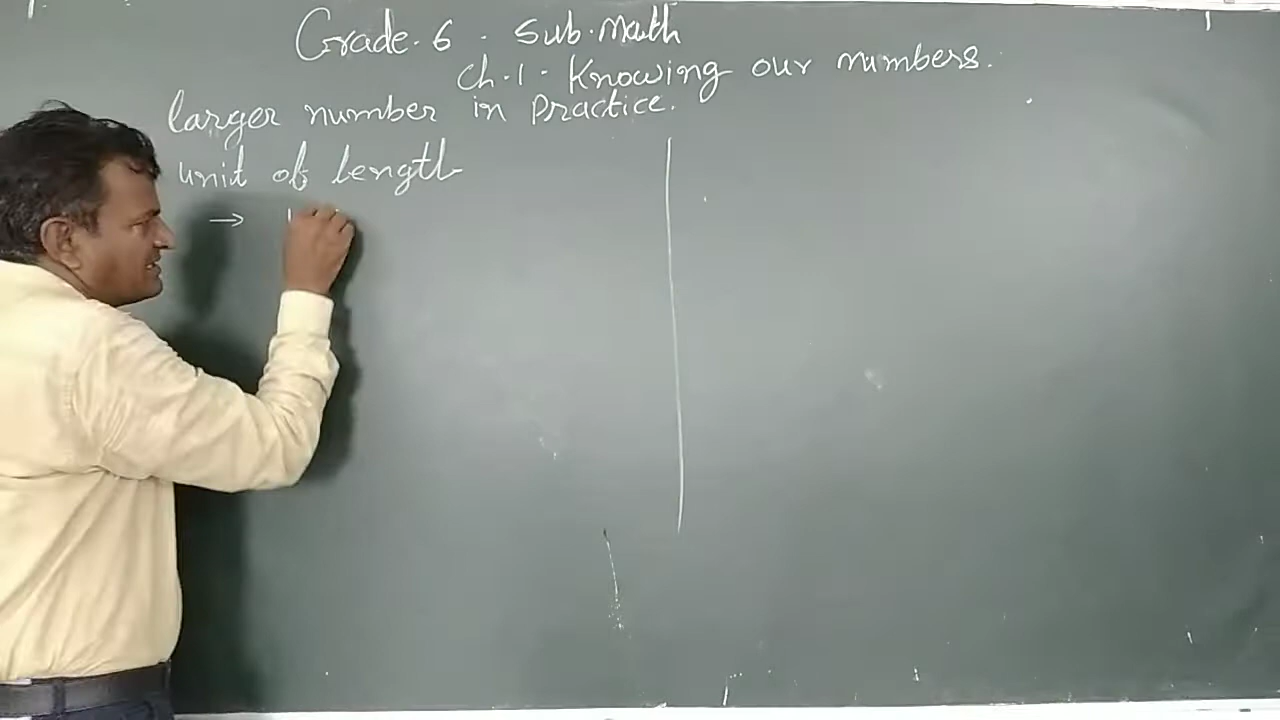 Grade. 6 . Sub. Math
Ch. 1 . Knowing our numbers.
larger number in Practice.
unit of length
→